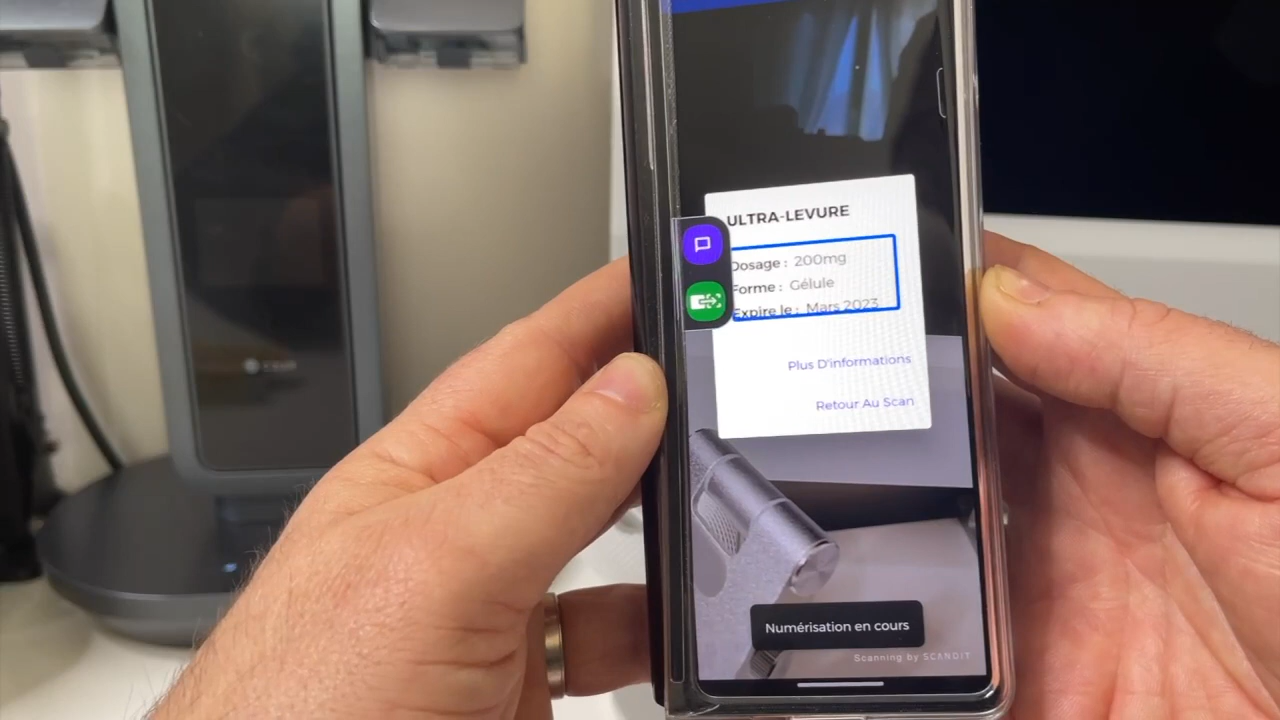 ULTRA-LEVURE
Dosage : 200mg
Forme : Gélule
Expire le : Mars 2023
Plus D'informations
Retour Au Scan
Numérisation en cours
Scanning by SCANDIT